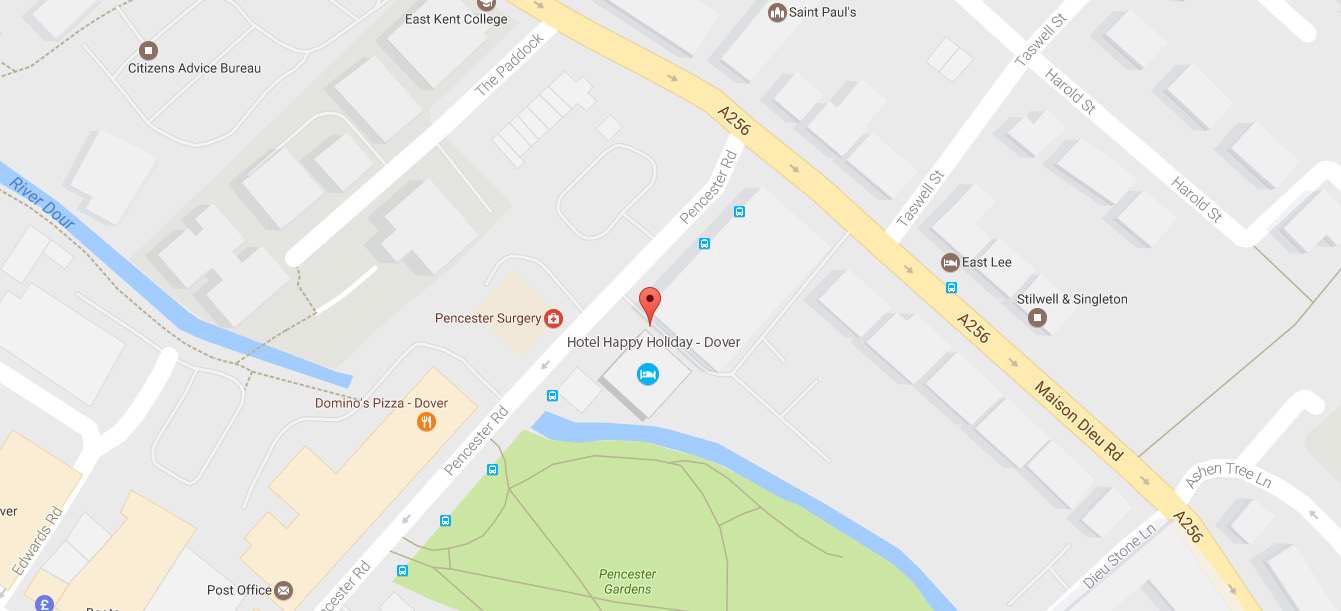 East Kent College
Saint Paul's
Taswell St
The Paddock
Citizens Advice Bureau
Harold St
A256
River Dour
Pencester Rd
Taswell St
Harold St
East Lee
Stilwell & Singleton
Pencester Surgery
A256
Hotel Happy Holiday - Dover
Domino's Pizza - Dover
Maison Dieu Rd
Pencester Rd
Ashen Tree Ln
ver
Edwards Rd
A256
Dieu Stone Ln
Pencester
Gardens
Post Office
cester Rd
£